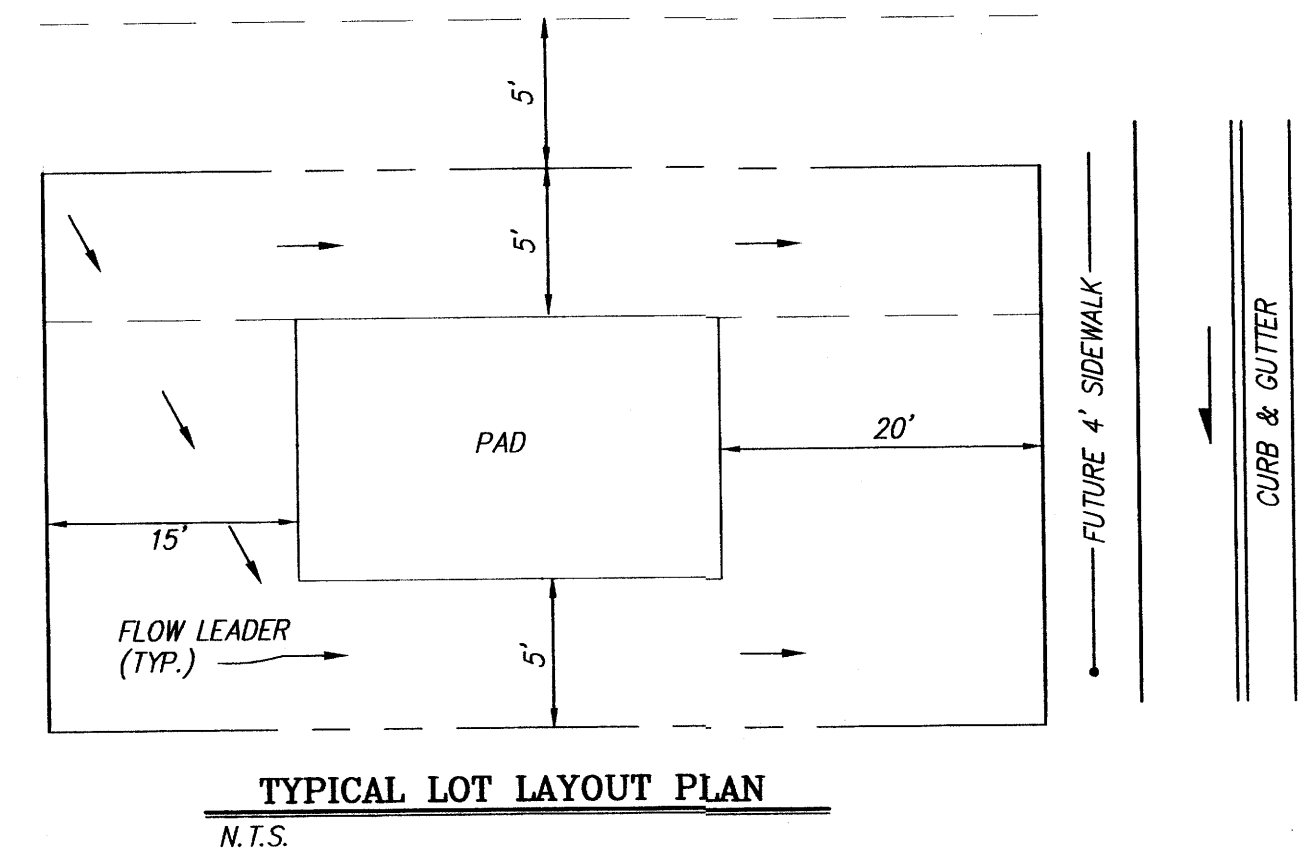 5'
5'
PAD
20'
15'
FLOW LEADER
(TYP.)
5'
FUTURE 4' SIDEWALK
CURB & GUTTER
TYPICAL LOT LAYOUT PLAN
N.T.S.